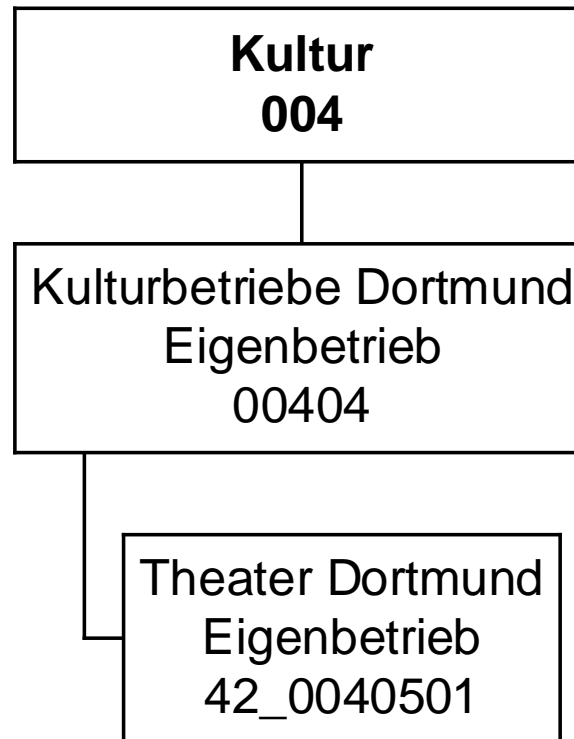 Kultur
004
Kulturbetriebe Dortmund
Eigenbetrieb
00404
Theater Dortmund
Eigenbetrieb
42_0040501